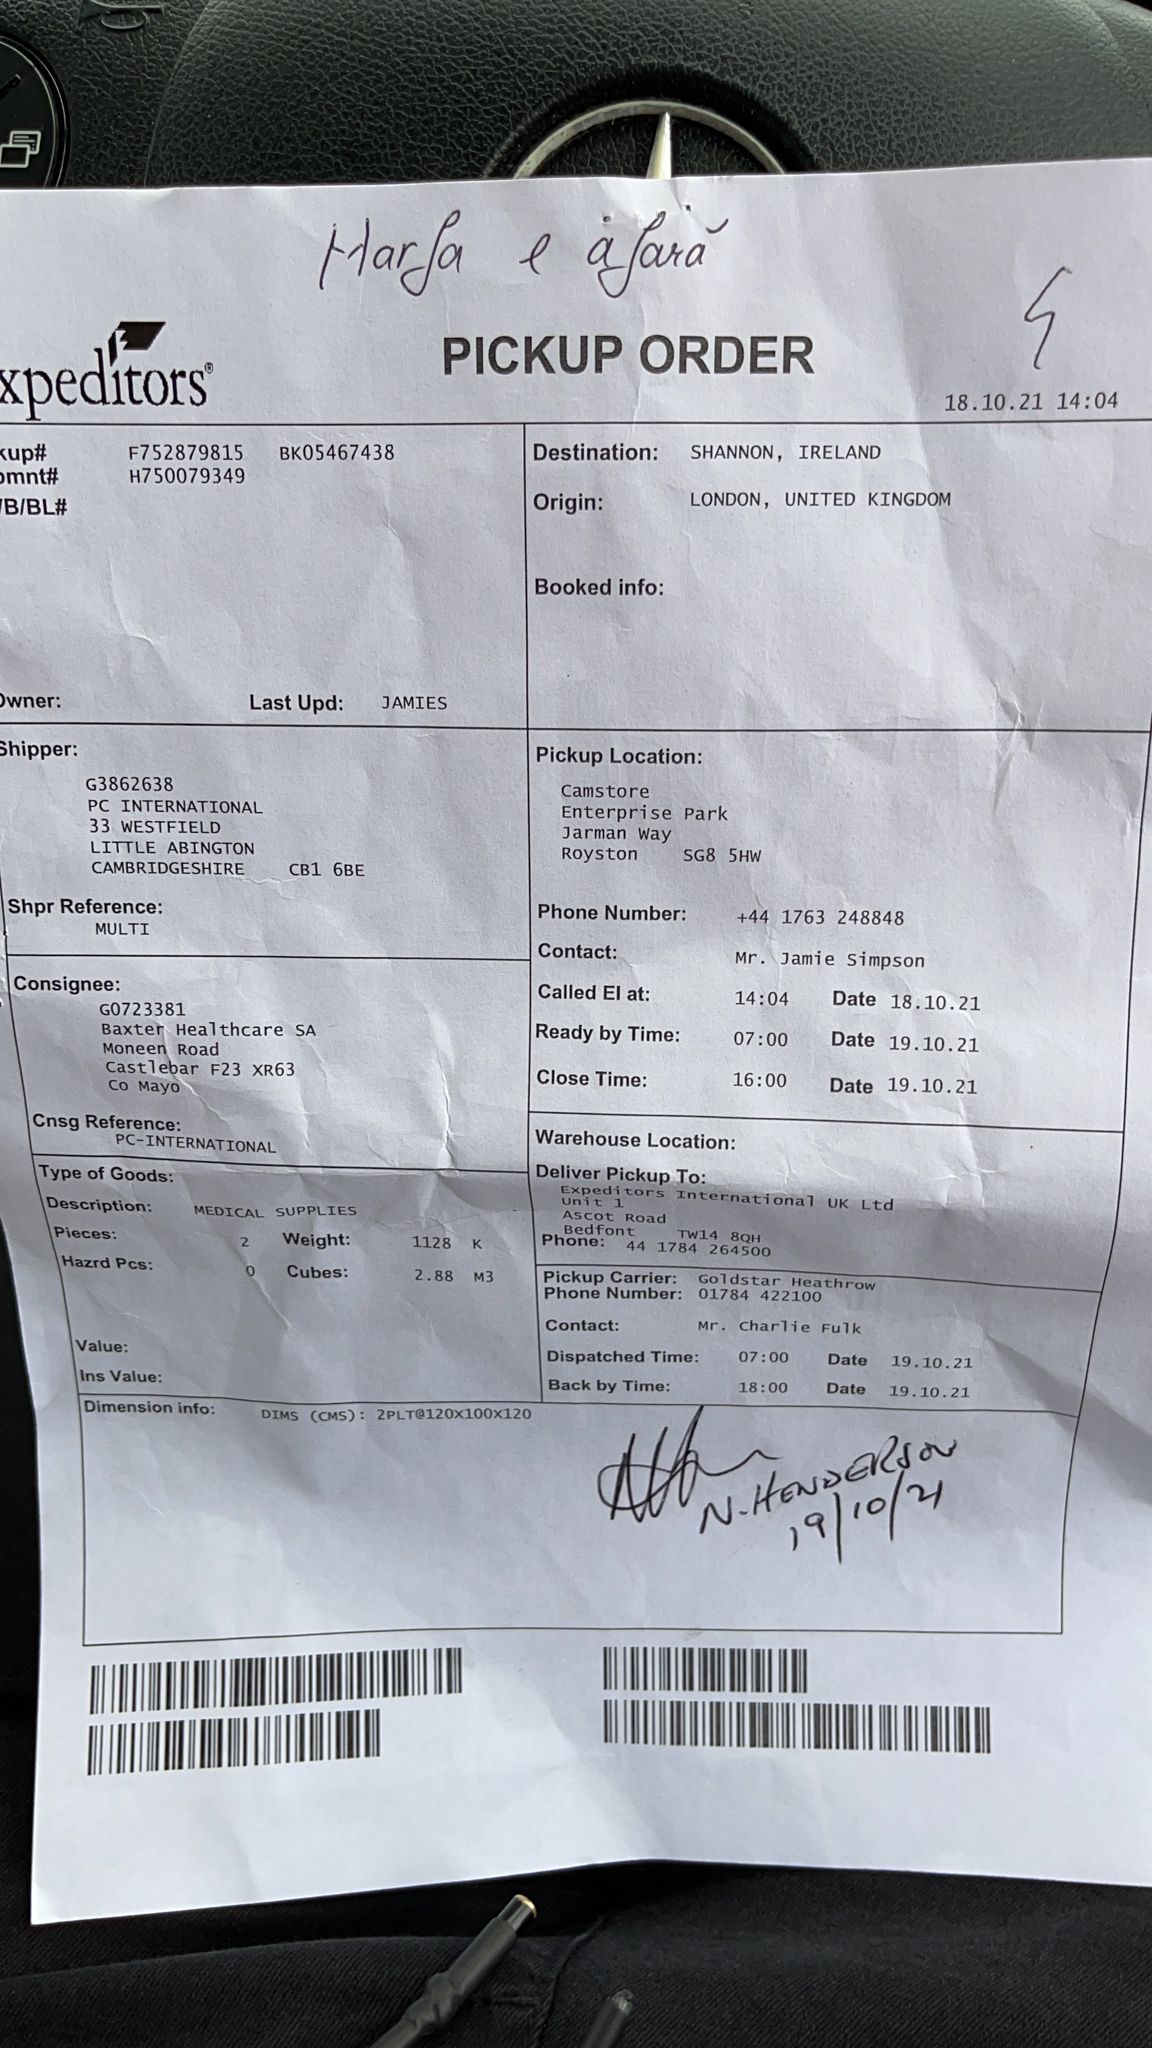 Marfa e afară
xpeditors®
PICKUP ORDER
18.10.21 14:04
kup# F752879815 BK05467438
pmnt# H750079349
/B/BL#
Destination: SHANNON, IRELAND
Origin: LONDON, UNITED KINGDOM
Booked info:
Owner: Last Upd: JAMIES
Shipper:
G3862638
PC INTERNATIONAL
33 WESTFIELD
LITTLE ABINGTON
CAMBRIDGESHIRE CB1 6BE
Shpr Reference:
MULTI
Consignee:
G0723381
Baxter Healthcare SA
Moneen Road
Castlebar F23 XR63
Co Mayo
Cnsg Reference:
PC-INTERNATIONAL
Type of Goods:
Description: MEDICAL SUPPLIES
Pieces: 2 Weight: 1128 K
Hazrd Pcs: 0 Cubes: 2.88 M3
Value:
Ins Value:
Pickup Location:
Camstore
Enterprise Park
Jarman Way
Royston SG8 5HW
Phone Number: +44 1763 248848
Contact: Mr. Jamie Simpson
Called EI at: 14:04 Date 18.10.21
Ready by Time: 07:00 Date 19.10.21
Close Time: 16:00 Date 19.10.21
Warehouse Location:
Deliver Pickup To:
Expeditors International UK Ltd
Unit 1
Ascot Road
Bedfont TW14 8QH
Phone: 44 1784 264500
Pickup Carrier: Goldstar Heathrow
Phone Number: 01784 422100
Contact: Mr. Charlie Fulk
Dispatched Time: 07:00 Date 19.10.21
Back by Time: 18:00 Date 19.10.21
Dimension info: DIMS (CMS): 2PLT@120X100X120
N. HENDERSON
19/10/21